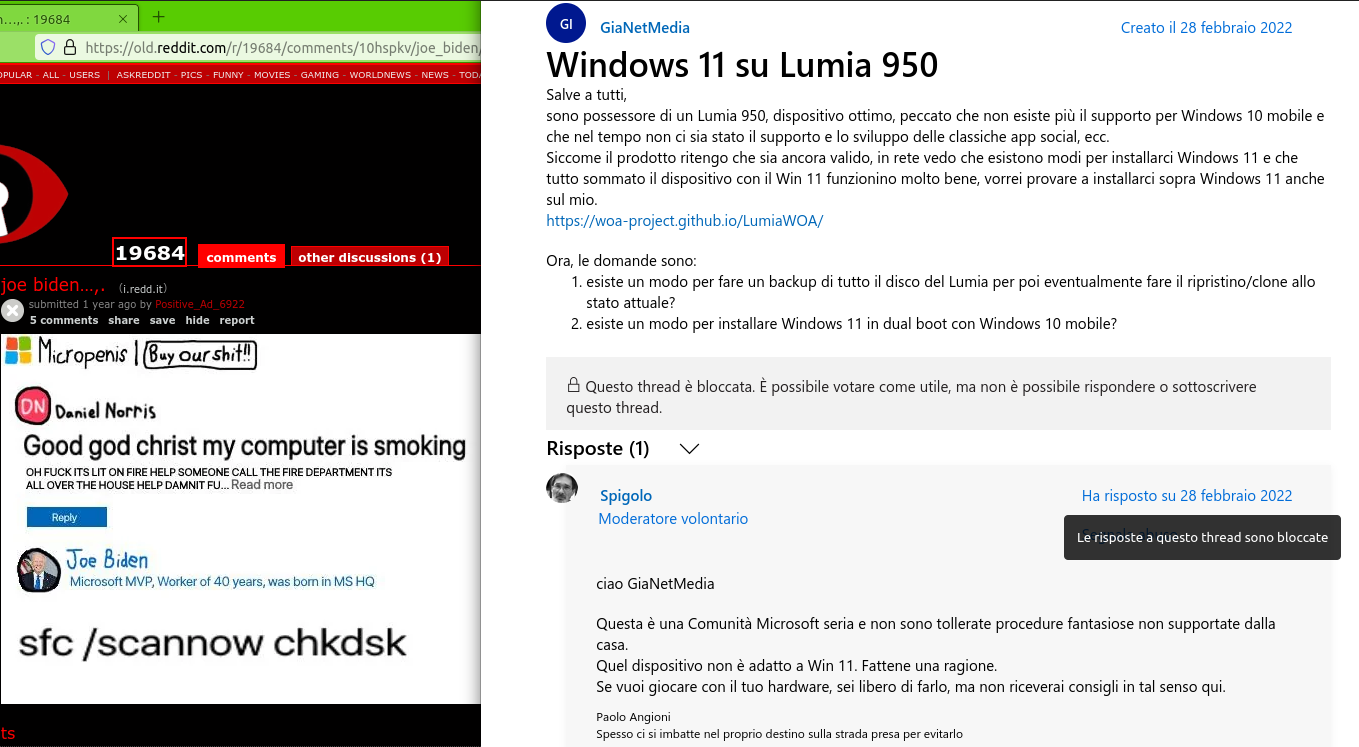 n...,. : 19684
https://old.reddit.com/r/19684/comments/10hspkv/joe_biden/
OPULAR - ALL - USERS | ASKREDDIT - PICS - FUNNY - MOVIES - GAMING - WORLDNEWS - NEWS - TODA
19684 comments other discussions (1)
joe biden...,. (i.redd.it)
submitted 1 year ago by Positive_Ad_6922
5 comments share save hide report
Micropenis | Buy our shit!!
DN Daniel Norris
Good god christ my computer is smoking
OH FUCK ITS LIT ON FIRE HELP SOMEONE CALL THE FIRE DEPARTMENT ITS
ALL OVER THE HOUSE HELP DAMNIT FU... Read more
Reply
Joe Biden
Microsoft MVP, Worker of 40 years, was born in MS HQ
sfc /scannow chkdsk
ts
GI GiaNetMedia Creato il 28 febbraio 2022
Windows 11 su Lumia 950
Salve a tutti,
sono possessore di un Lumia 950, dispositivo ottimo, peccato che non esiste più il supporto per Windows 10 mobile e
che nel tempo non ci sia stato il supporto e lo sviluppo delle classiche app social, ecc.
Siccome il prodotto ritengo che sia ancora valido, in rete vedo che esistono modi per installarci Windows 11 e che
tutto sommato il dispositivo con il Win 11 funzionino molto bene, vorrei provare a installarci sopra Windows 11 anche
sul mio.
https://woa-project.github.io/LumiaWOA/
Ora, le domande sono:
1. esiste un modo per fare un backup di tutto il disco del Lumia per poi eventualmente fare il ripristino/clone allo
stato attuale?
2. esiste un modo per installare Windows 11 in dual boot con Windows 10 mobile?
Questo thread è bloccata. È possibile votare come utile, ma non è possibile rispondere o sottoscrivere
questo thread.
Risposte (1)
Spigolo Ha risposto su 28 febbraio 2022
Moderatore volontario
Le risposte a questo thread sono bloccate
ciao GiaNetMedia
Questa è una Comunità Microsoft seria e non sono tollerate procedure fantasiose non supportate dalla
casa.
Quel dispositivo non è adatto a Win 11. Fattene una ragione.
Se vuoi giocare con il tuo hardware, sei libero di farlo, ma non riceverai consigli in tal senso qui.
Paolo Angioni
Spesso ci si imbatte nel proprio destino sulla strada presa per evitarlo